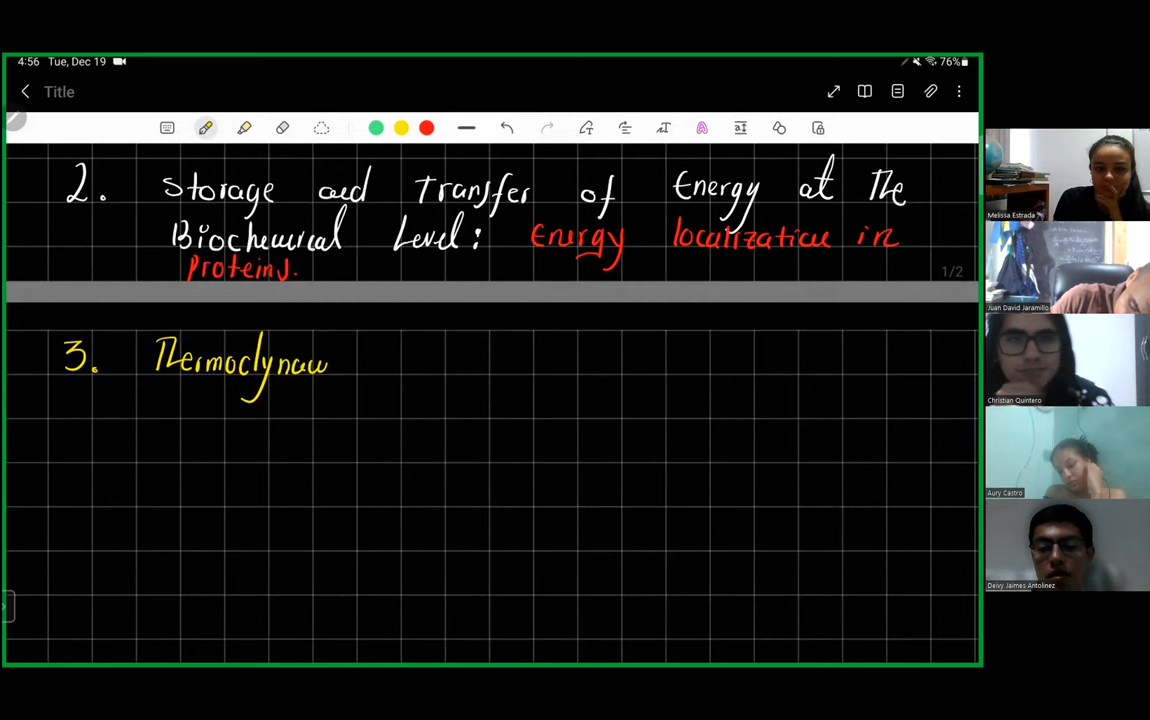 4:56 Tue, Dec 19
76%
Title
2. Storage and Transfer of Energy at the
Biochemical Level: Energy localization in
proteins.
1/2
3. Thermodynam
Melissa Estrada
Juan David Jaramillo
Christian Quintero
Aury Castro
Deivy Jaimes Antolinez